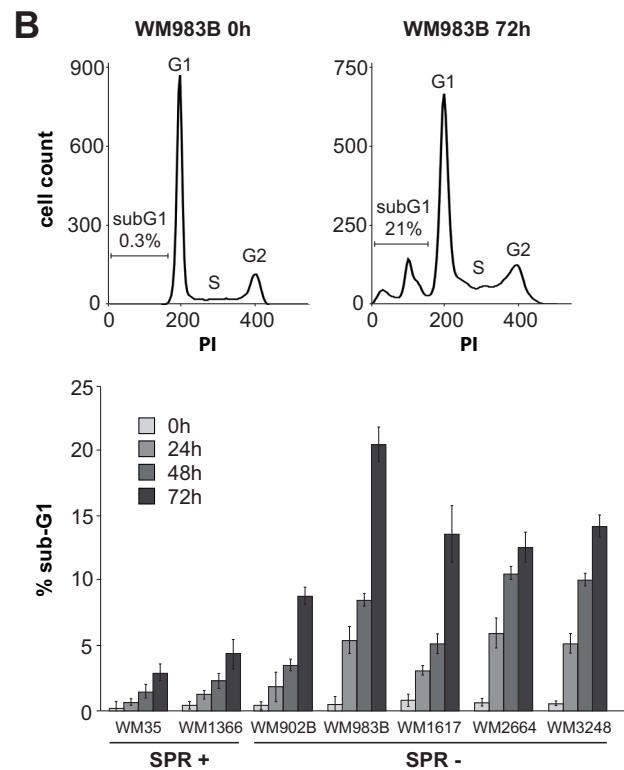 B
WM983B 0h
WM983B 72h
900
600
300
0
cell count
G1
subG1
0.3%
S
G2
0 200 400
PI
750
500
250
0
G1
subG1
21%
S
G2
0 200 400
PI
25
20
15
10
5
0
% sub-G1
0h
24h
48h
72h
WM35 WM1366 WM902B WM983B WM1617 WM2664 WM3248
SPR + SPR -